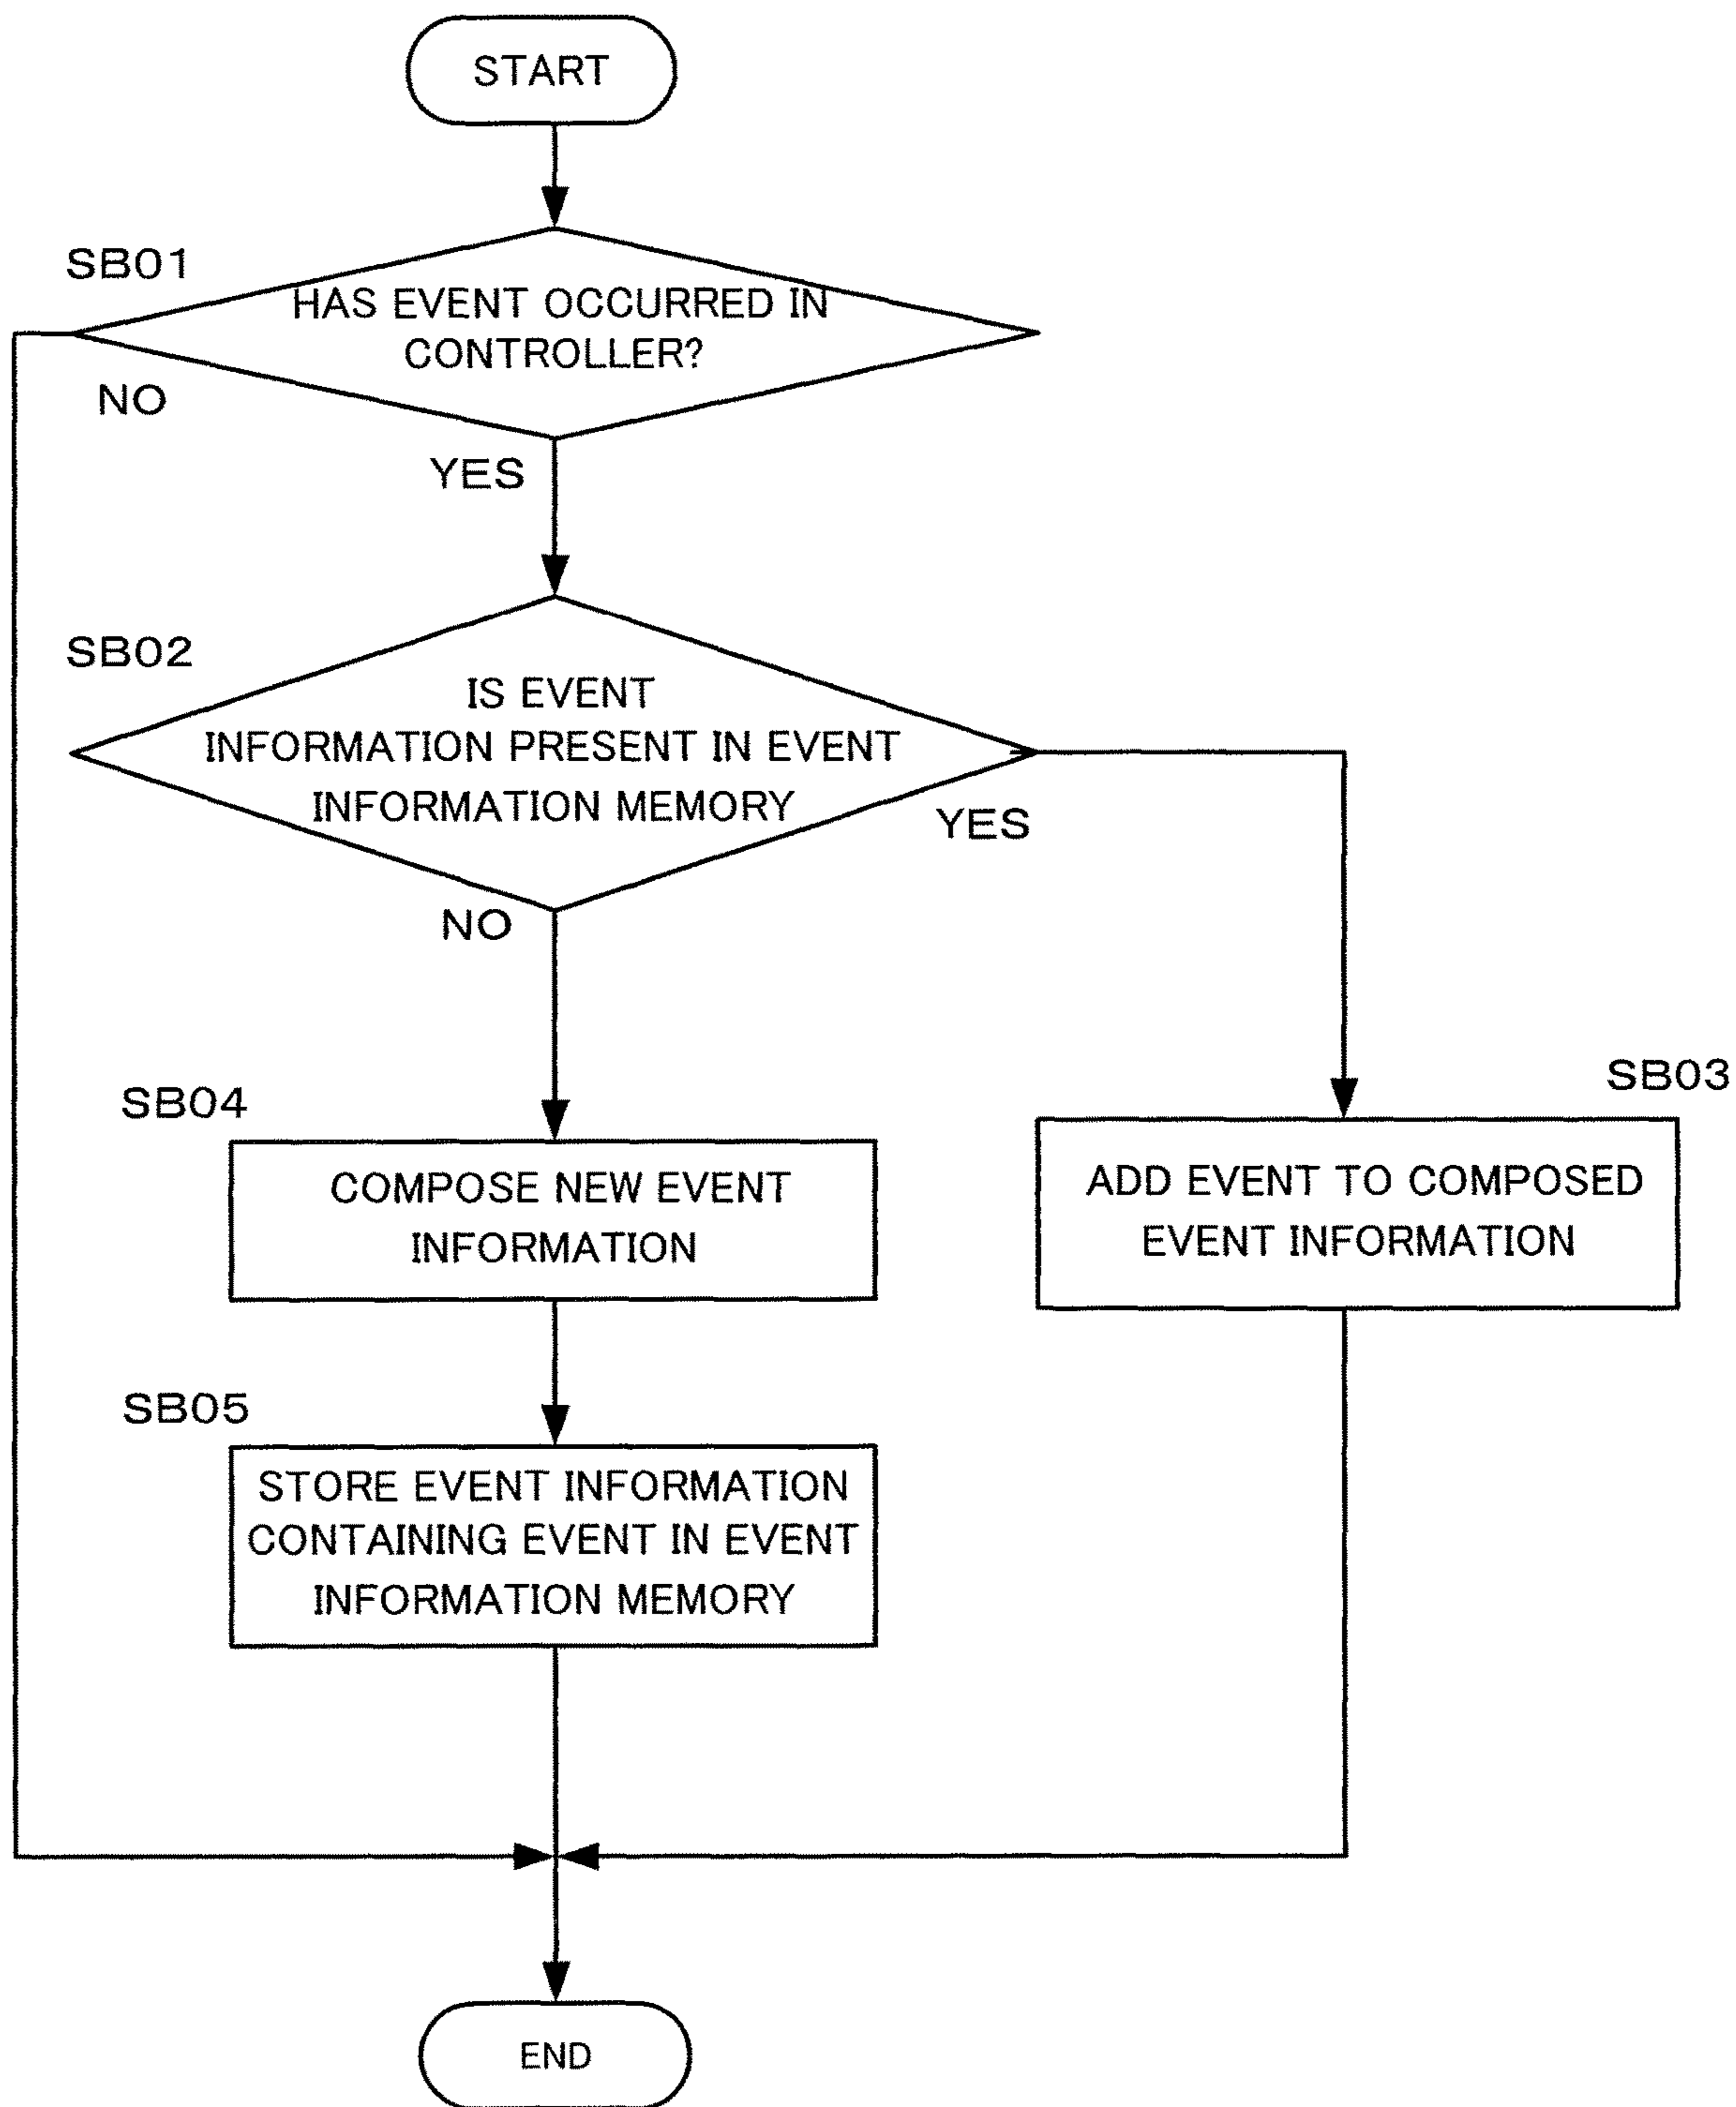 START
SB01
HAS EVENT OCCURRED IN
CONTROLLER?
NO
YES
SB02
IS EVENT
INFORMATION PRESENT IN EVENT
INFORMATION MEMORY
YES
NO
SB03
SB04
COMPOSE NEW EVENT
INFORMATION
ADD EVENT TO COMPOSED
EVENT INFORMATION
SB05
STORE EVENT INFORMATION
CONTAINING EVENT IN EVENT
INFORMATION MEMORY
END